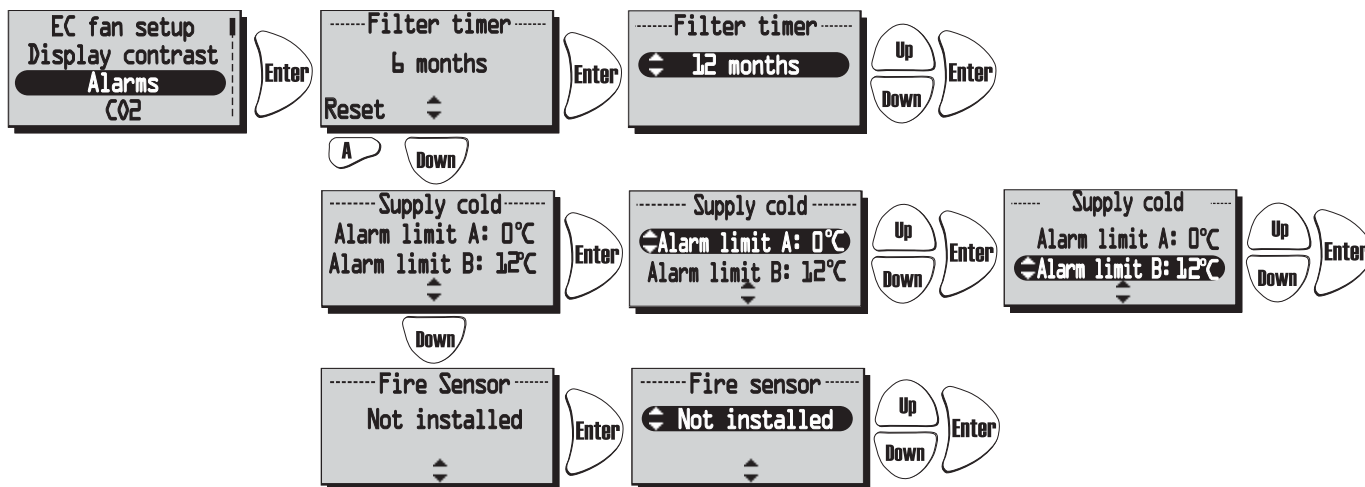 EC fan setup
Display contrast
Alarms
CO2
Enter
Filter timer
6 months
Reset
Enter
Filter timer
12 months
Up
Down
Enter
A
Down
Supply cold
Alarm limit A: 0°C
Alarm limit B: 12°C
Enter
Supply cold
Alarm limit A: 0°C
Alarm limit B: 12°C
Up
Down
Enter
Supply cold
Alarm limit A: 0°C
Alarm limit B: 12°C
Up
Down
Enter
Down
Fire Sensor
Not installed
Enter
Fire sensor
Not installed
Up
Down
Enter